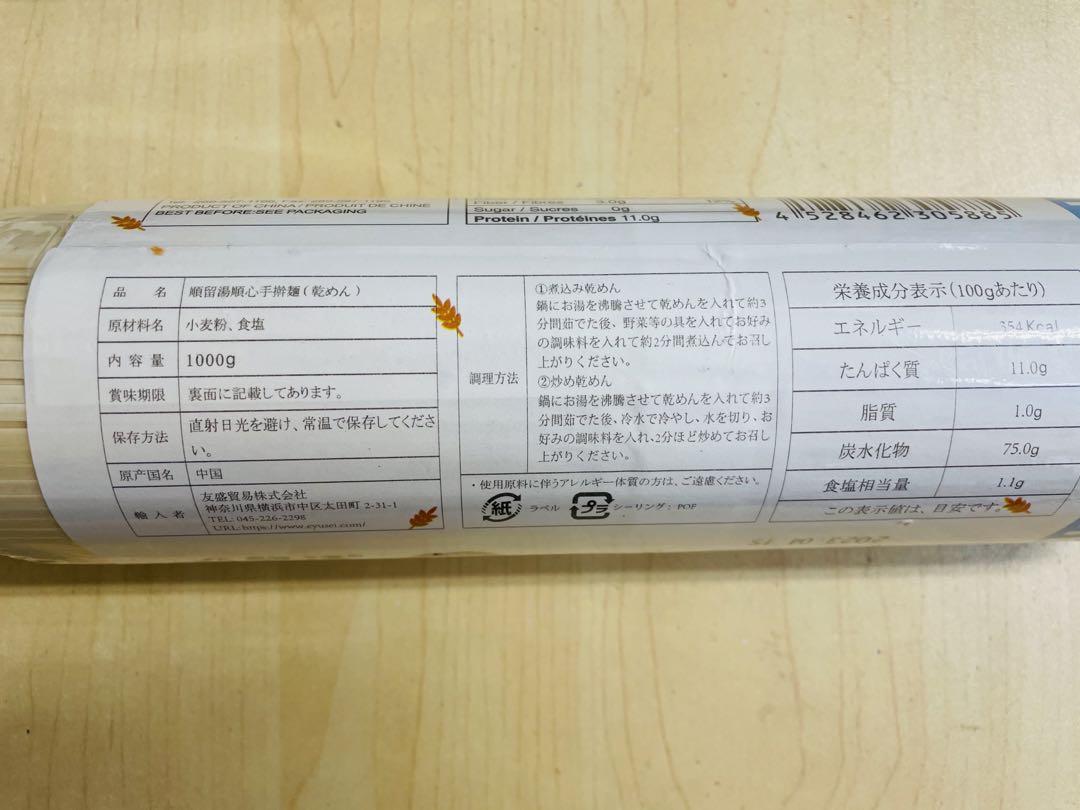 PRODUCT OF CHINA / PRODUIT DE CHINE
BEST BEFORE:SEE PACKAGING
Fiber / Fibres 3.0g 12%
Sugar / Sucres 0g
Protein / Protéines 11.0g
4 528462 305885
品 名 順留湯順心手擀麺(乾めん)
原材料名 小麦粉、食塩
内容量 1000g
賞味期限 裏面に記載してあります。
保存方法 直射日光を避け、常温で保存してくださ
い。
原産国名 中国
輸入者 友盛貿易株式会社
神奈川県横浜市中区太田町 2-31-1
TEL: 045-226-2298
URL: https://www.eyusei.com/
調理方法
①煮込み乾めん
鍋にお湯を沸騰させて乾めんを入れて約3
分間茹でた後、野菜等の具を入れてお好み
の調味料を入れて約2分間煮込んでお召し
上がりください。
②炒め乾めん
鍋にお湯を沸騰させて乾めんを入れて約3
分間茹でた後、冷水で冷やし、水を切り、お
好みの調味料を入れ、2分ほど炒めてお召し
上がりください。
・使用原料に伴うアレルギー体質の方は、ご遠慮ください。
紙 ラベル プラ シーリング:POF
栄養成分表示(100gあたり)
エネルギー 354Kcal
たんぱく質 11.0g
脂質 1.0g
炭水化物 75.0g
食塩相当量 1.1g
この表示値は、目安です。
2023 04 15